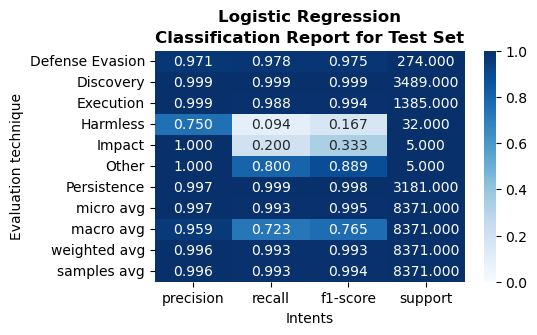 Logistic Regression
Classification Report for Test Set
Defense Evasion 0.971 0.978 0.975 274.000
Discovery 0.999 0.999 0.999 3489.000
Execution 0.999 0.988 0.994 1385.000
Harmless 0.750 0.094 0.167 32.000
Impact 1.000 0.200 0.333 5.000
Other 1.000 0.800 0.889 5.000
Persistence 0.997 0.999 0.998 3181.000
micro avg 0.997 0.993 0.995 8371.000
macro avg 0.959 0.723 0.765 8371.000
weighted avg 0.996 0.993 0.993 8371.000
samples avg 0.996 0.993 0.994 8371.000
precision recall f1-score support
Intents
Evaluation technique
1.0
0.8
0.6
0.4
0.2
0.0